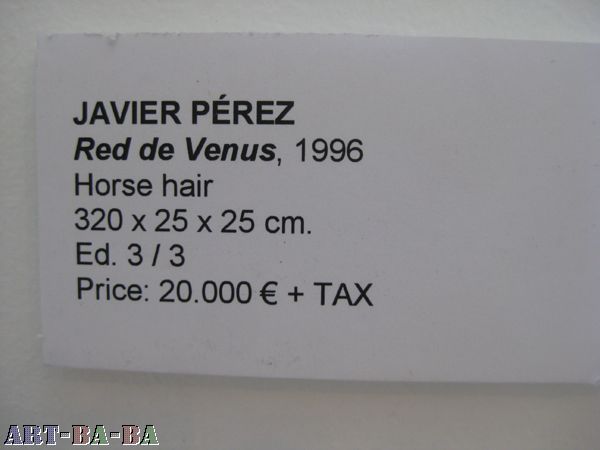 JAVIER PÉREZ
Red de Venus, 1996
Horse hair
320 x 25 x 25 cm.
Ed. 3 / 3
Price: 20.000 € + TAX
ART-BA-BA